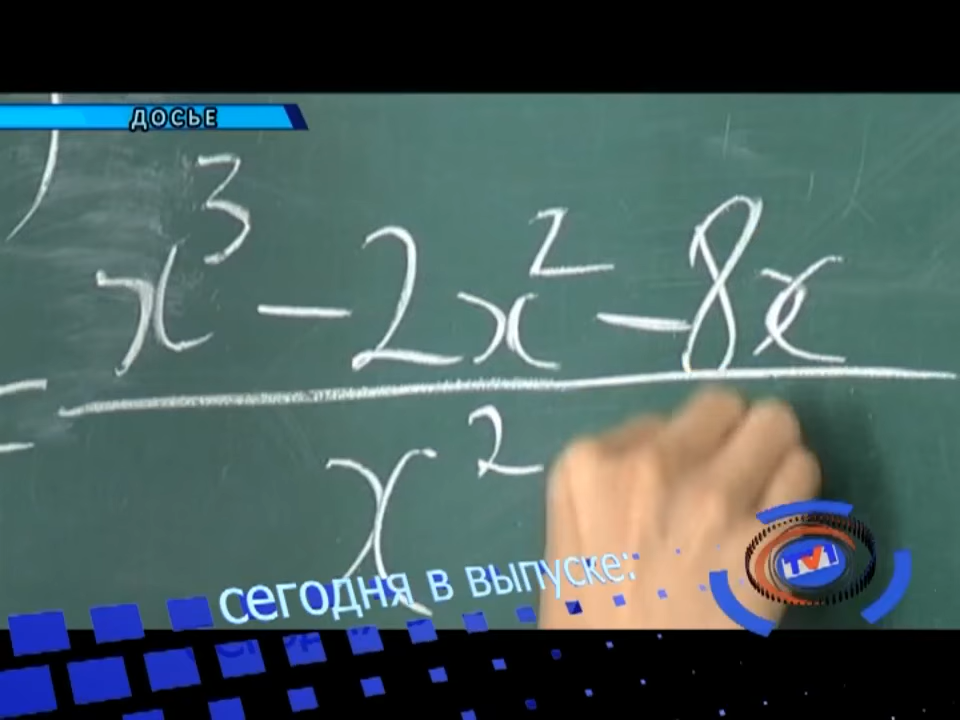 ДОСЬЕ
x³ - 2x² - 8x
=
x²
сегодня в выпуске:
TV1